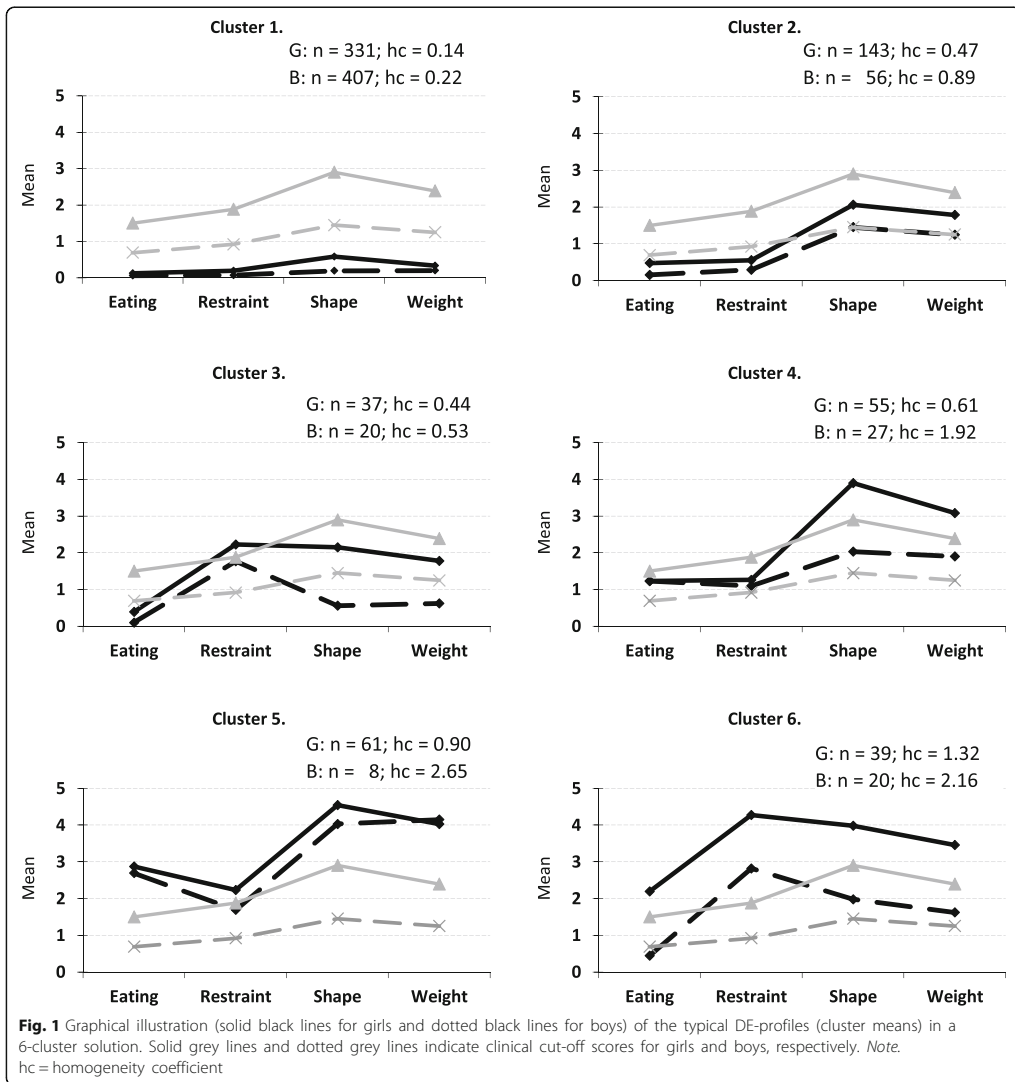 Cluster 1.
G: n = 331; hc = 0.14
B: n = 407; hc = 0.22
5
4
3
2
1
0
Mean
Eating Restraint Shape Weight
Cluster 2.
G: n = 143; hc = 0.47
B: n = 56; hc = 0.89
5
4
3
2
1
0
Mean
Eating Restraint Shape Weight
Cluster 3.
G: n = 37; hc = 0.44
B: n = 20; hc = 0.53
5
4
3
2
1
0
Mean
Eating Restraint Shape Weight
Cluster 4.
G: n = 55; hc = 0.61
B: n = 27; hc = 1.92
5
4
3
2
1
0
Mean
Eating Restraint Shape Weight
Cluster 5.
G: n = 61; hc = 0.90
B: n = 8; hc = 2.65
5
4
3
2
1
0
Mean
Eating Restraint Shape Weight
Cluster 6.
G: n = 39; hc = 1.32
B: n = 20; hc = 2.16
5
4
3
2
1
0
Mean
Eating Restraint Shape Weight
Fig. 1 Graphical illustration (solid black lines for girls and dotted black lines for boys) of the typical DE-profiles (cluster means) in a
6-cluster solution. Solid grey lines and dotted grey lines indicate clinical cut-off scores for girls and boys, respectively. Note.
hc = homogeneity coefficient